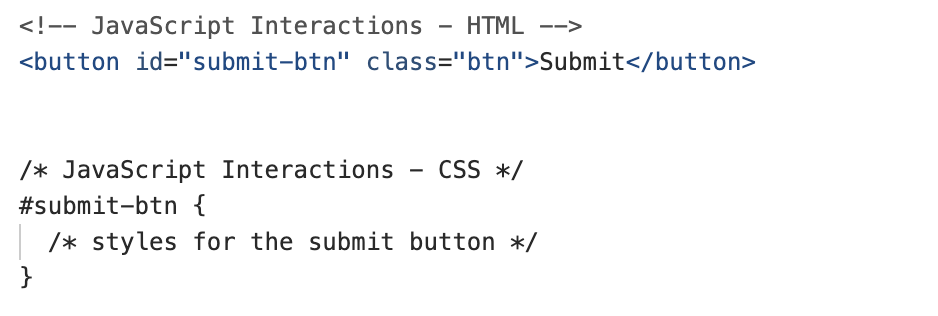 <!-- JavaScript Interactions – HTML -->
<button id="submit-btn" class="btn">Submit</button>
/* JavaScript Interactions – CSS */
#submit-btn {
/* styles for the submit button */
}